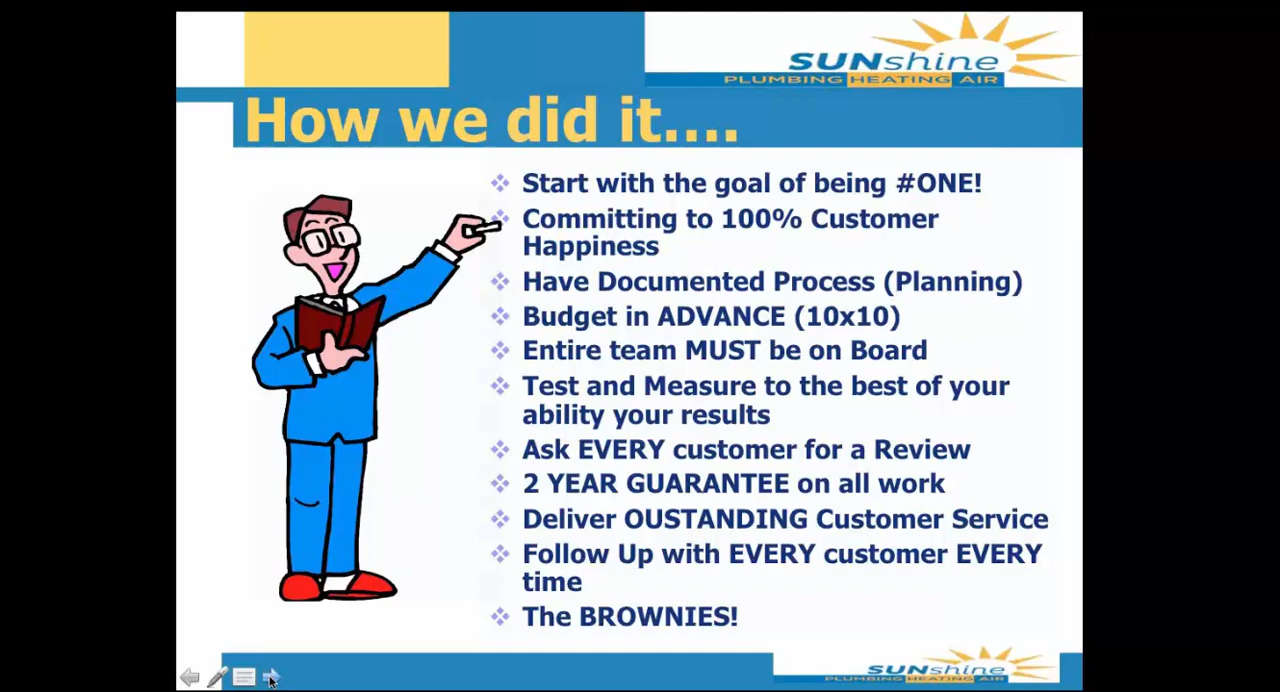 SUNshine
PLUMBING HEATING AIR
How we did it....
Start with the goal of being #ONE!
Committing to 100% Customer
Happiness
Have Documented Process (Planning)
Budget in ADVANCE (10x10)
Entire team MUST be on Board
Test and Measure to the best of your
ability your results
Ask EVERY customer for a Review
2 YEAR GUARANTEE on all work
Deliver OUSTANDING Customer Service
Follow Up with EVERY customer EVERY
time
The BROWNIES!
SUNshine
PLUMBING HEATING AIR